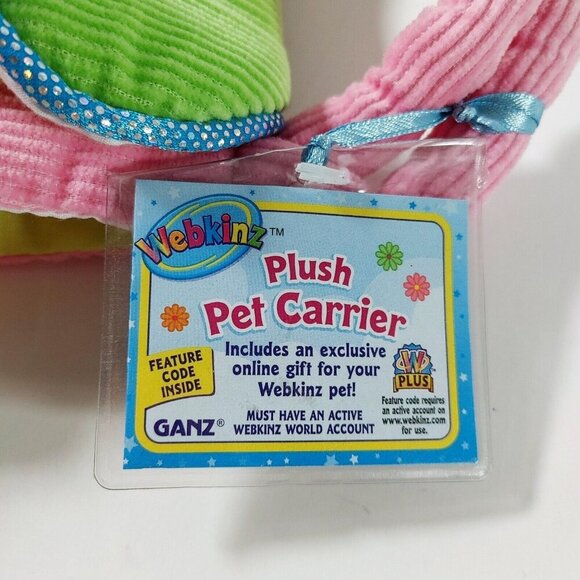 Webkinz™
Plush
Pet Carrier
FEATURE
CODE
INSIDE
Includes an exclusive
online gift for your
Webkinz pet!
W
PLUS
GANZ®
MUST HAVE AN ACTIVE
WEBKINZ WORLD ACCOUNT
Feature code requires
an active account on
www.webkinz.com
for use.